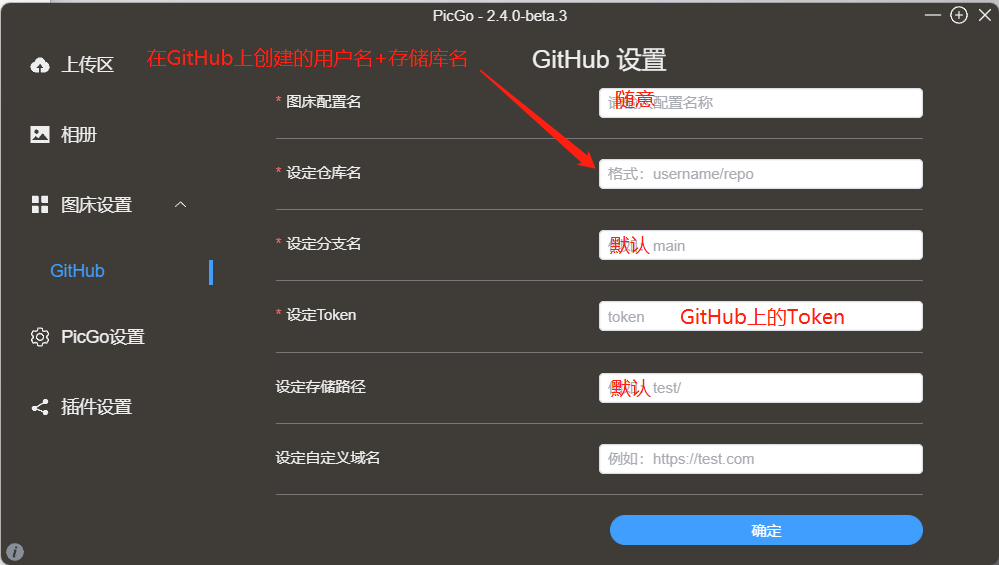 PicGo - 2.4.0-beta.3
上传区
相册
图床设置
GitHub
PicGo设置
插件设置
在GitHub上创建的用户名+存储库名
GitHub 设置
* 图床配置名
随意
配置名称
* 设定仓库名
格式：username/repo
* 设定分支名
默认
main
* 设定Token
token
GitHub上的Token
设定存储路径
默认
test/
设定自定义域名
例如：https://test.com
确定